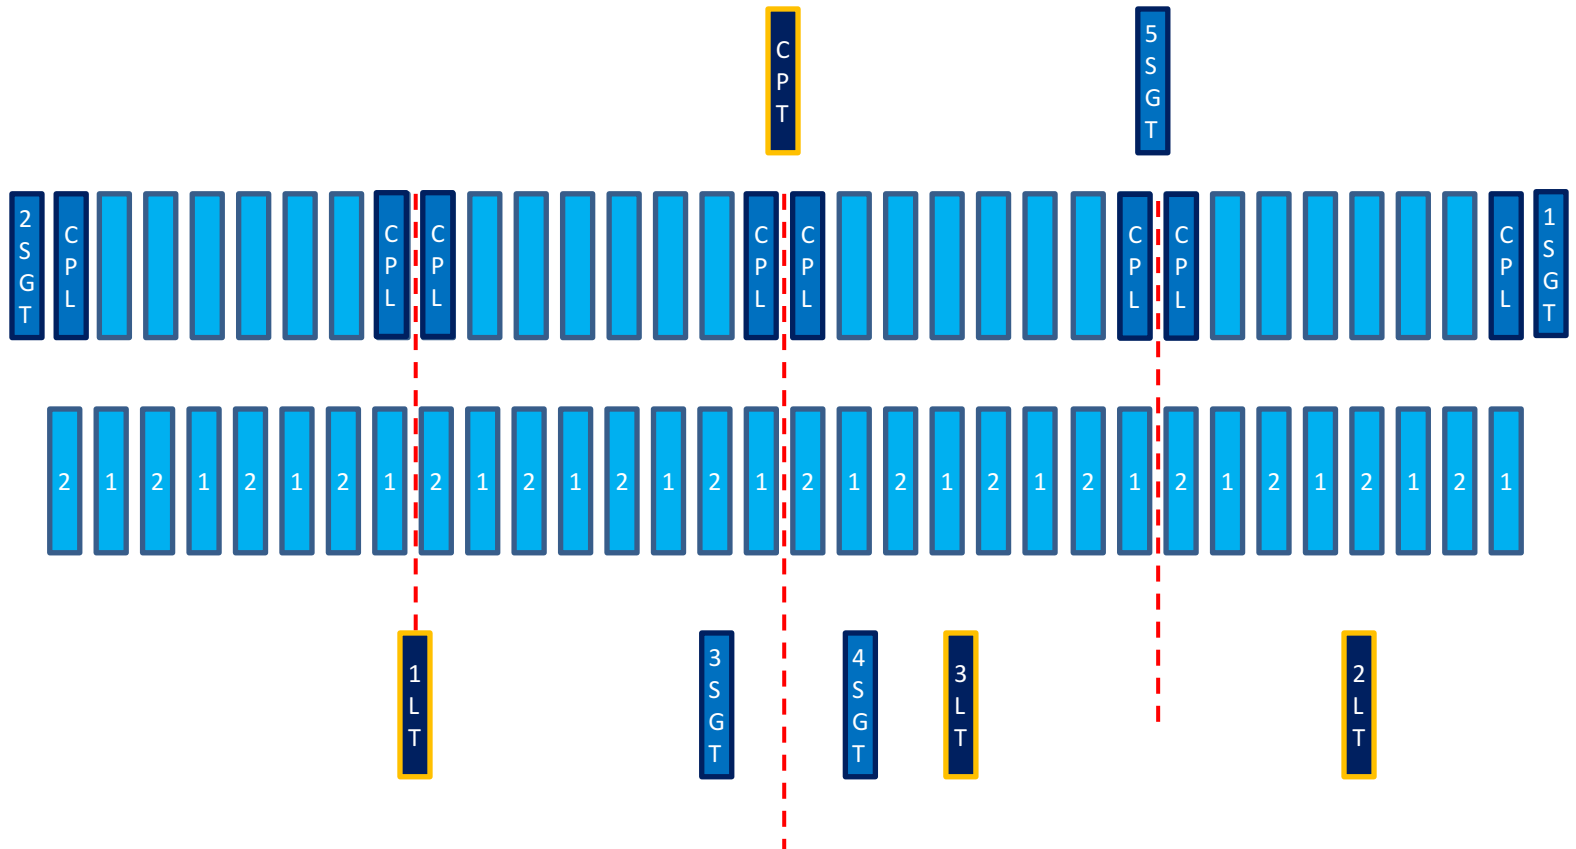 CPT 5SGT
2SGT CPL CPL CPL CPL CPL CPL CPL CPL 1SGT
2 1 2 1 2 1 2 1 2 1 2 1 2 1 2 1 2 1 2 1 2 1 2 1 2 1 2 1 2 1 2 1
1LT 3SGT 4SGT 3LT 2LT